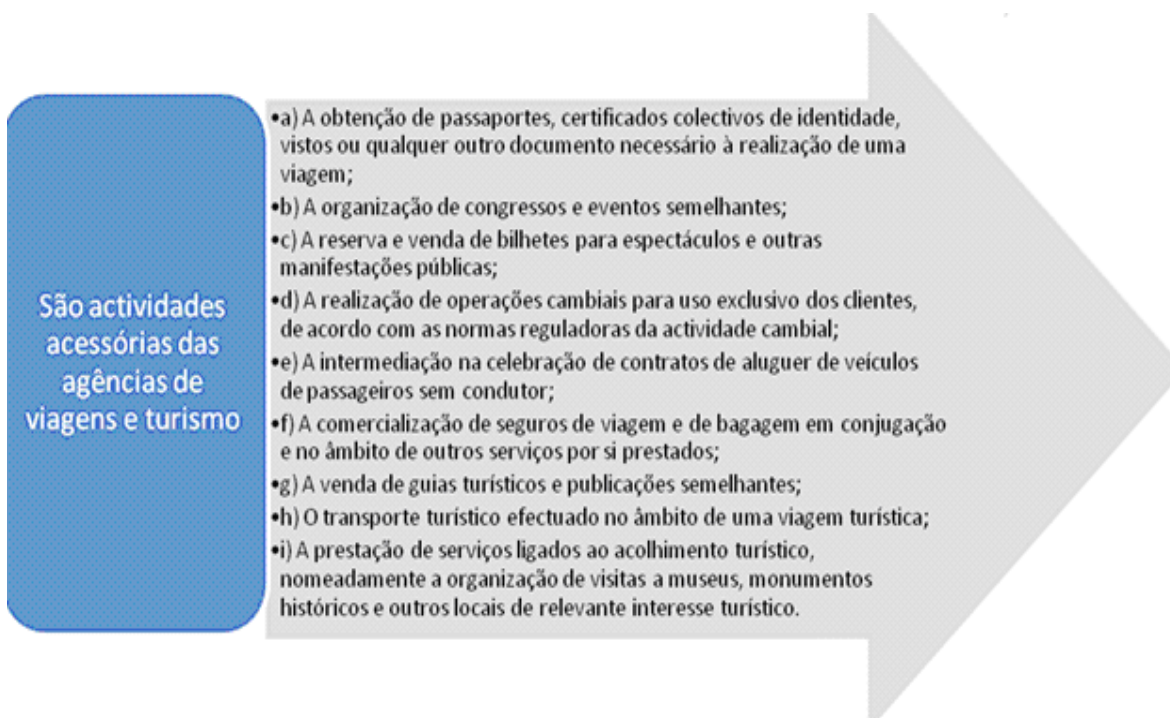 São actividades
acessórias das
agências de
viagens e turismo
•a) A obtenção de passaportes, certificados colectivos de identidade,
vistos ou qualquer outro documento necessário à realização de uma
viagem;
•b) A organização de congressos e eventos semelhantes;
•c) A reserva e venda de bilhetes para espectáculos e outras
manifestações públicas;
•d) A realização de operações cambiais para uso exclusivo dos clientes,
de acordo com as normas reguladoras da actividade cambial;
•e) A intermediação na celebração de contratos de aluguer de veículos
de passageiros sem condutor;
•f) A comercialização de seguros de viagem e de bagagem em conjugação
e no âmbito de outros serviços por si prestados;
•g) A venda de guias turísticos e publicações semelhantes;
•h) O transporte turístico efectuado no âmbito de uma viagem turística;
•i) A prestação de serviços ligados ao acolhimento turístico,
nomeadamente a organização de visitas a museus, monumentos
históricos e outros locais de relevante interesse turístico.